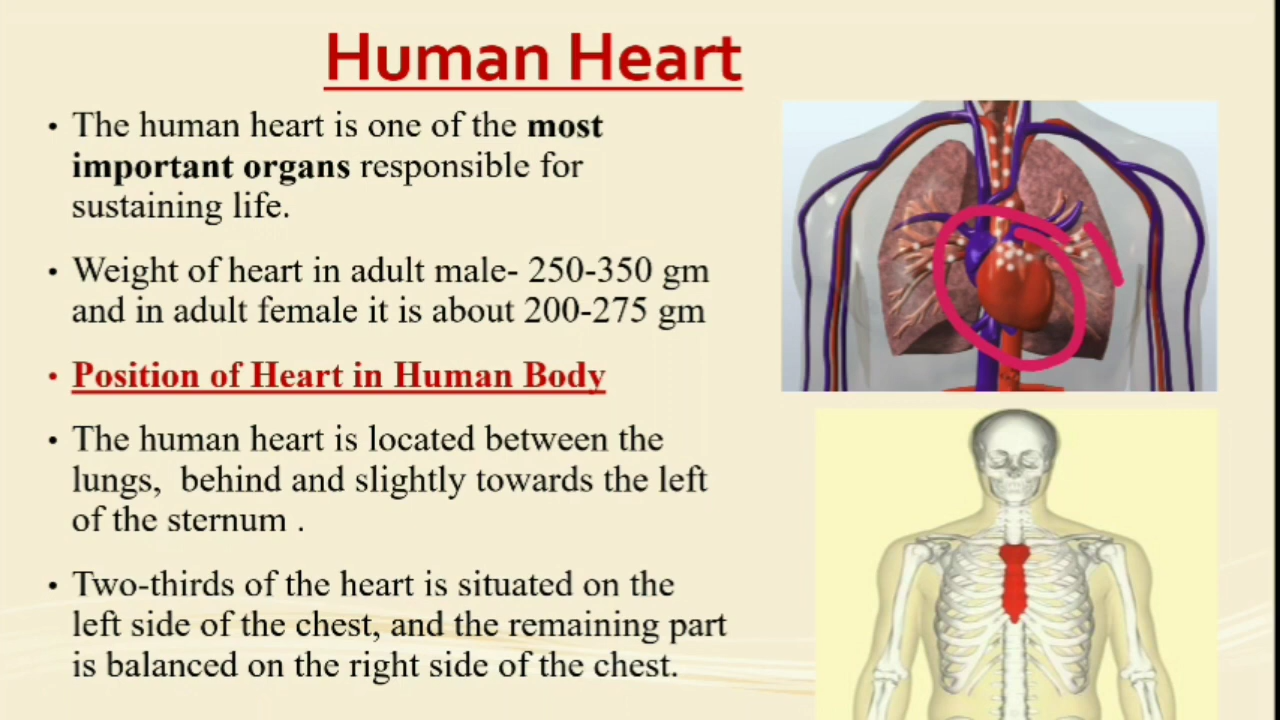 Human Heart
• The human heart is one of the most
important organs responsible for
sustaining life.
• Weight of heart in adult male- 250-350 gm
and in adult female it is about 200-275 gm
• Position of Heart in Human Body
• The human heart is located between the
lungs,  behind and slightly towards the left
of the sternum .
• Two-thirds of the heart is situated on the
left side of the chest, and the remaining part
is balanced on the right side of the chest.